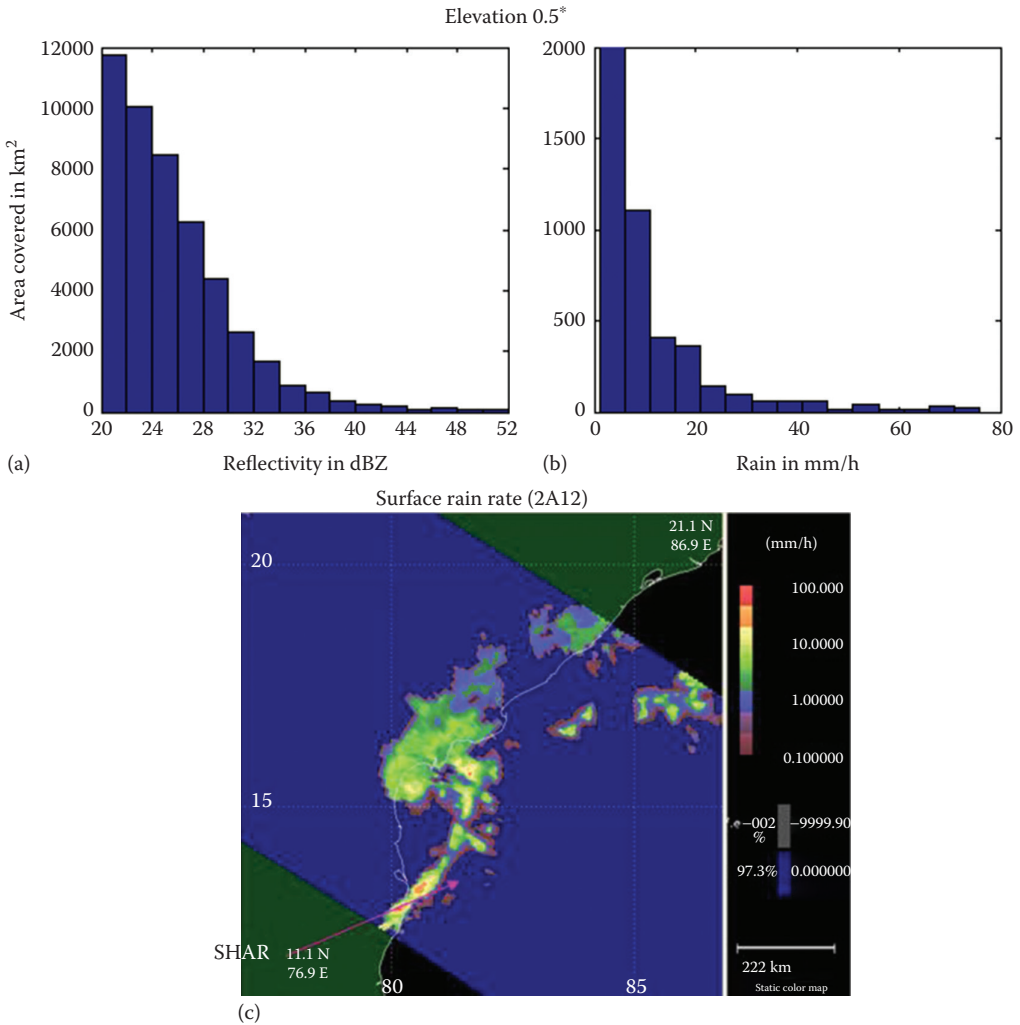 Elevation 0.5*
12000
10000
8000
6000
4000
2000
0
Area covered in km²
20 24 28 32 36 40 44 48 52
(a)
Reflectivity in dBZ
2000
1500
1000
500
0
0 20 40 60 80
(b)
Rain in mm/h
Surface rain rate (2A12)
21.1 N
86.9 E
20
15
80 85
SHAR
11.1 N
76.9 E
(mm/h)
100.000
10.0000
1.00000
0.100000
−002 −9999.90
%
97.3% 0.000000
222 km
Static color map
(c)